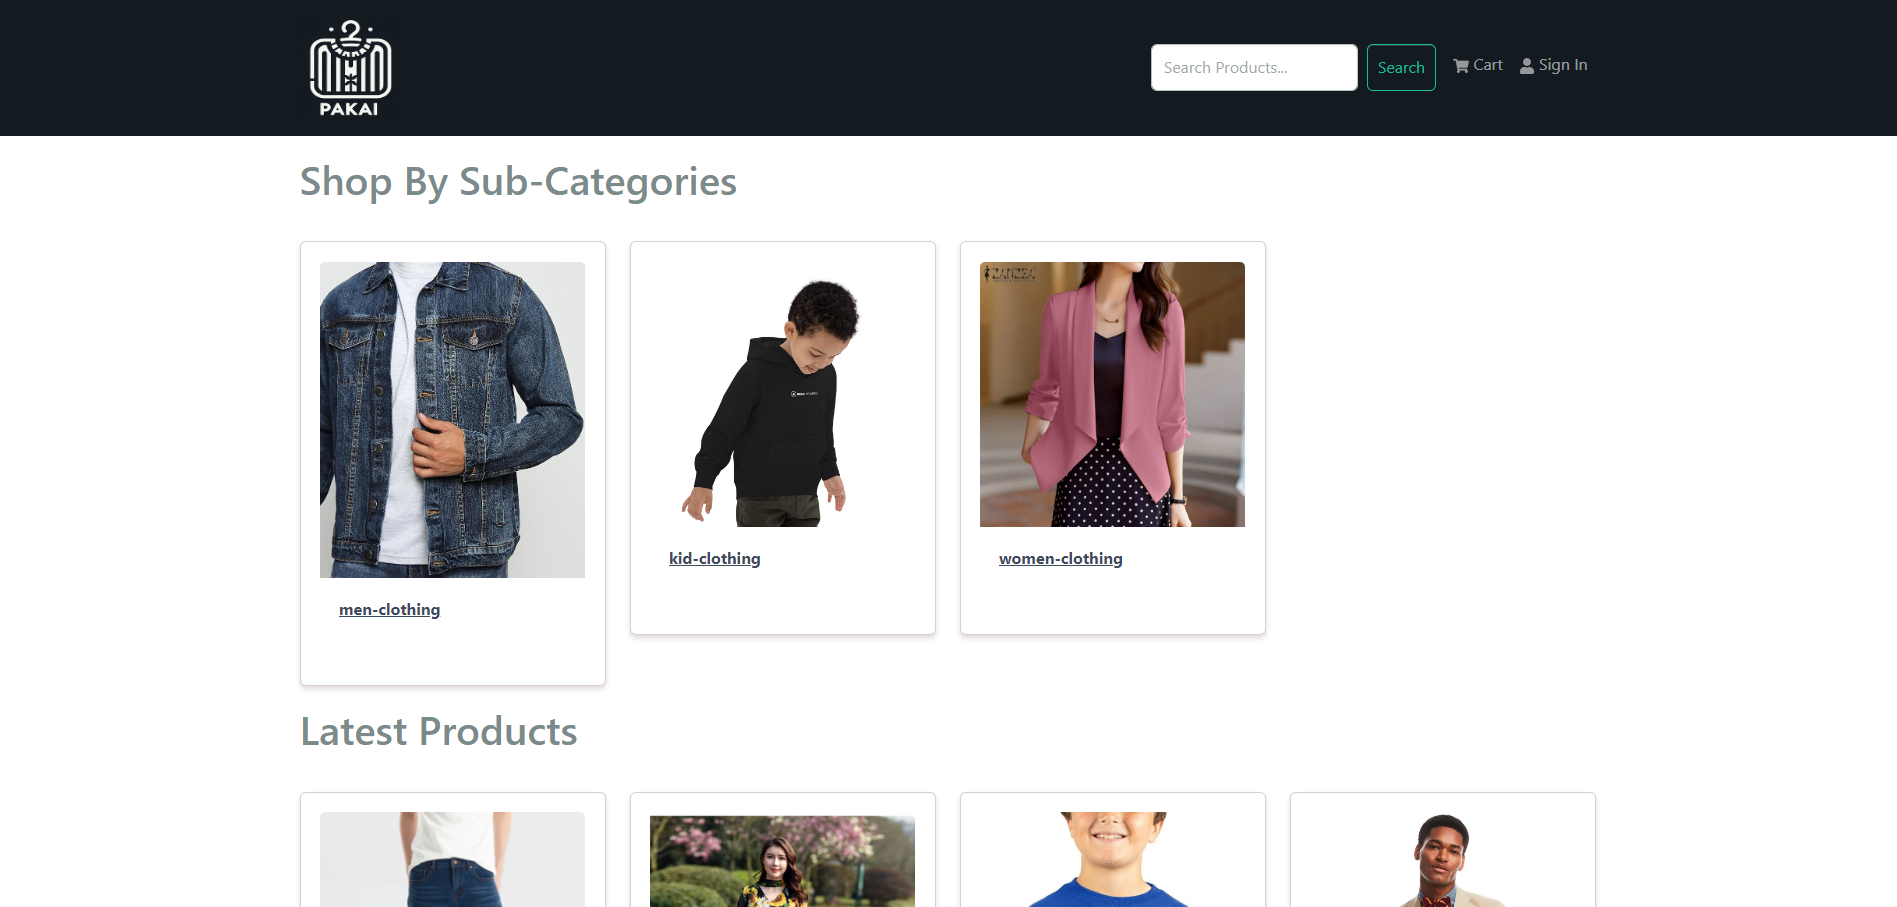 PAKAI
Search Products...
Search
Cart
Sign In
Shop By Sub-Categories
ZANZEA
men-clothing
kid-clothing
women-clothing
Latest Products